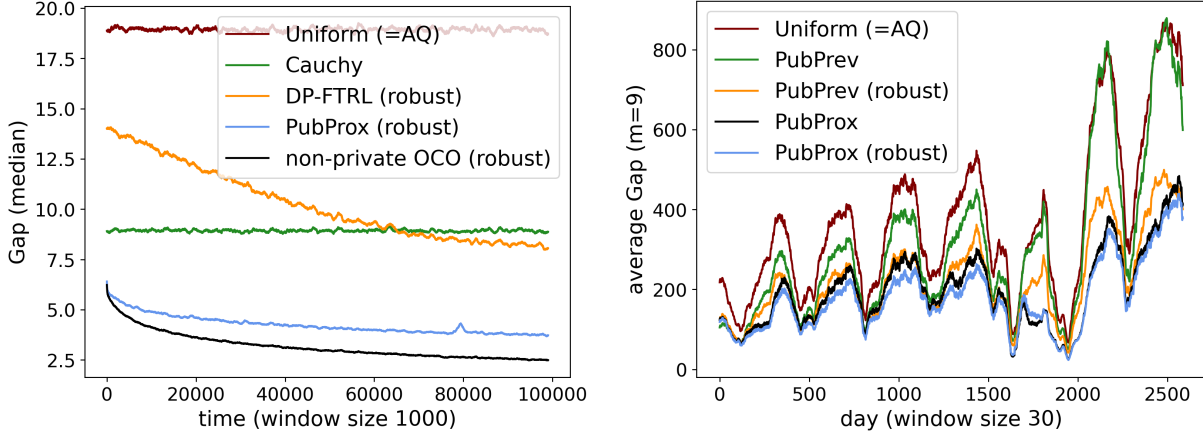 20.0
17.5
15.0
12.5
10.0
7.5
5.0
2.5
Gap (median)
0 20000 40000 60000 80000 100000
time (window size 1000)
Uniform (=AQ)
Cauchy
DP-FTRL (robust)
PubProx (robust)
non-private OCO (robust)
800
600
400
200
0
average Gap (m=9)
0 500 1000 1500 2000 2500
day (window size 30)
Uniform (=AQ)
PubPrev
PubPrev (robust)
PubProx
PubProx (robust)